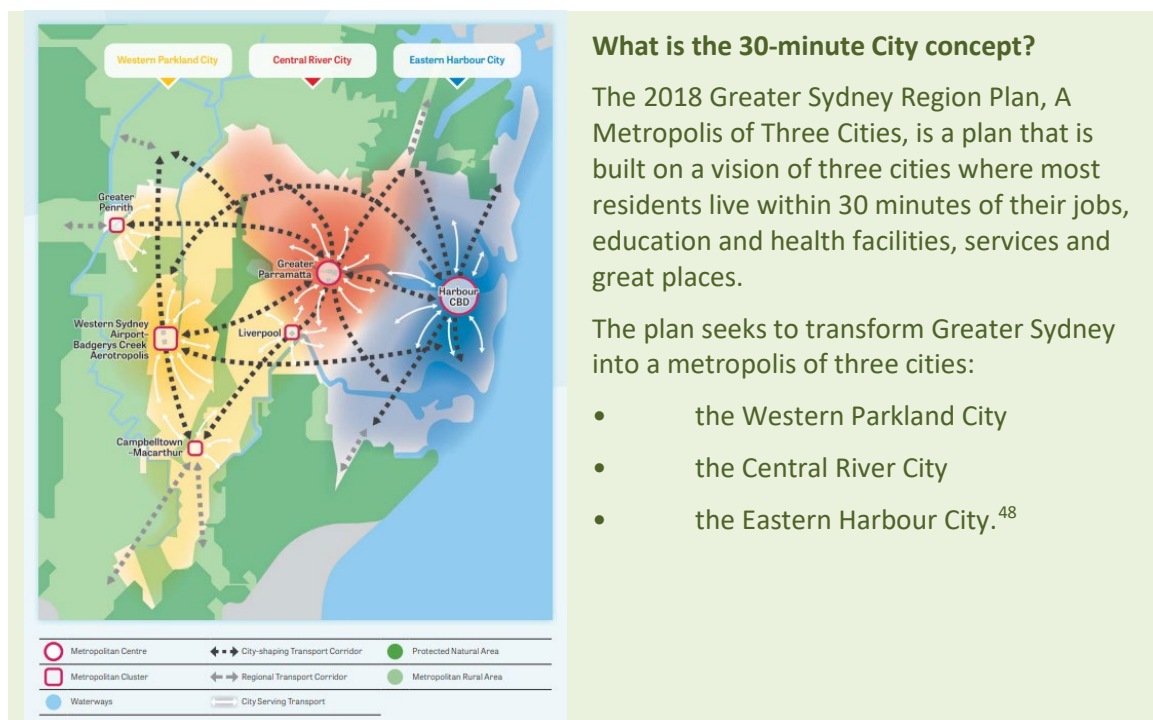 Western Parkland City
Central River City
Eastern Harbour City
Greater
Penrith
Greater
Parramatta
Harbour
CBD
Western Sydney
Airport–
Badgerys Creek
Aerotropolis
Liverpool
Campbelltown
–Macarthur
Metropolitan Centre
City-shaping Transport Corridor
Protected Natural Area
Metropolitan Cluster
Regional Transport Corridor
Metropolitan Rural Area
Waterways
City Serving Transport
What is the 30-minute City concept?
The 2018 Greater Sydney Region Plan, A
Metropolis of Three Cities, is a plan that is
built on a vision of three cities where most
residents live within 30 minutes of their jobs,
education and health facilities, services and
great places.
The plan seeks to transform Greater Sydney
into a metropolis of three cities:
• the Western Parkland City
• the Central River City
• the Eastern Harbour City.48